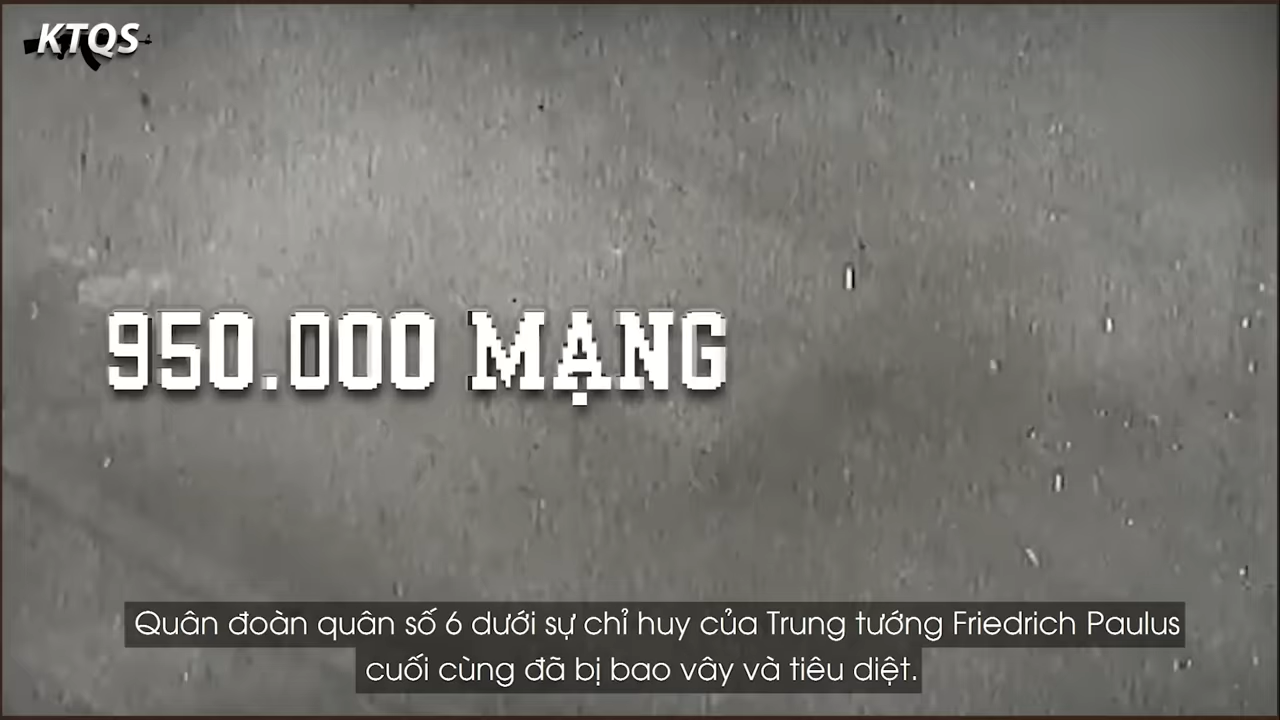 KTQS
950.000 MẠNG
Quân đoàn quân số 6 dưới sự chỉ huy của Trung tướng Friedrich Paulus
cuối cùng đã bị bao vây và tiêu diệt.